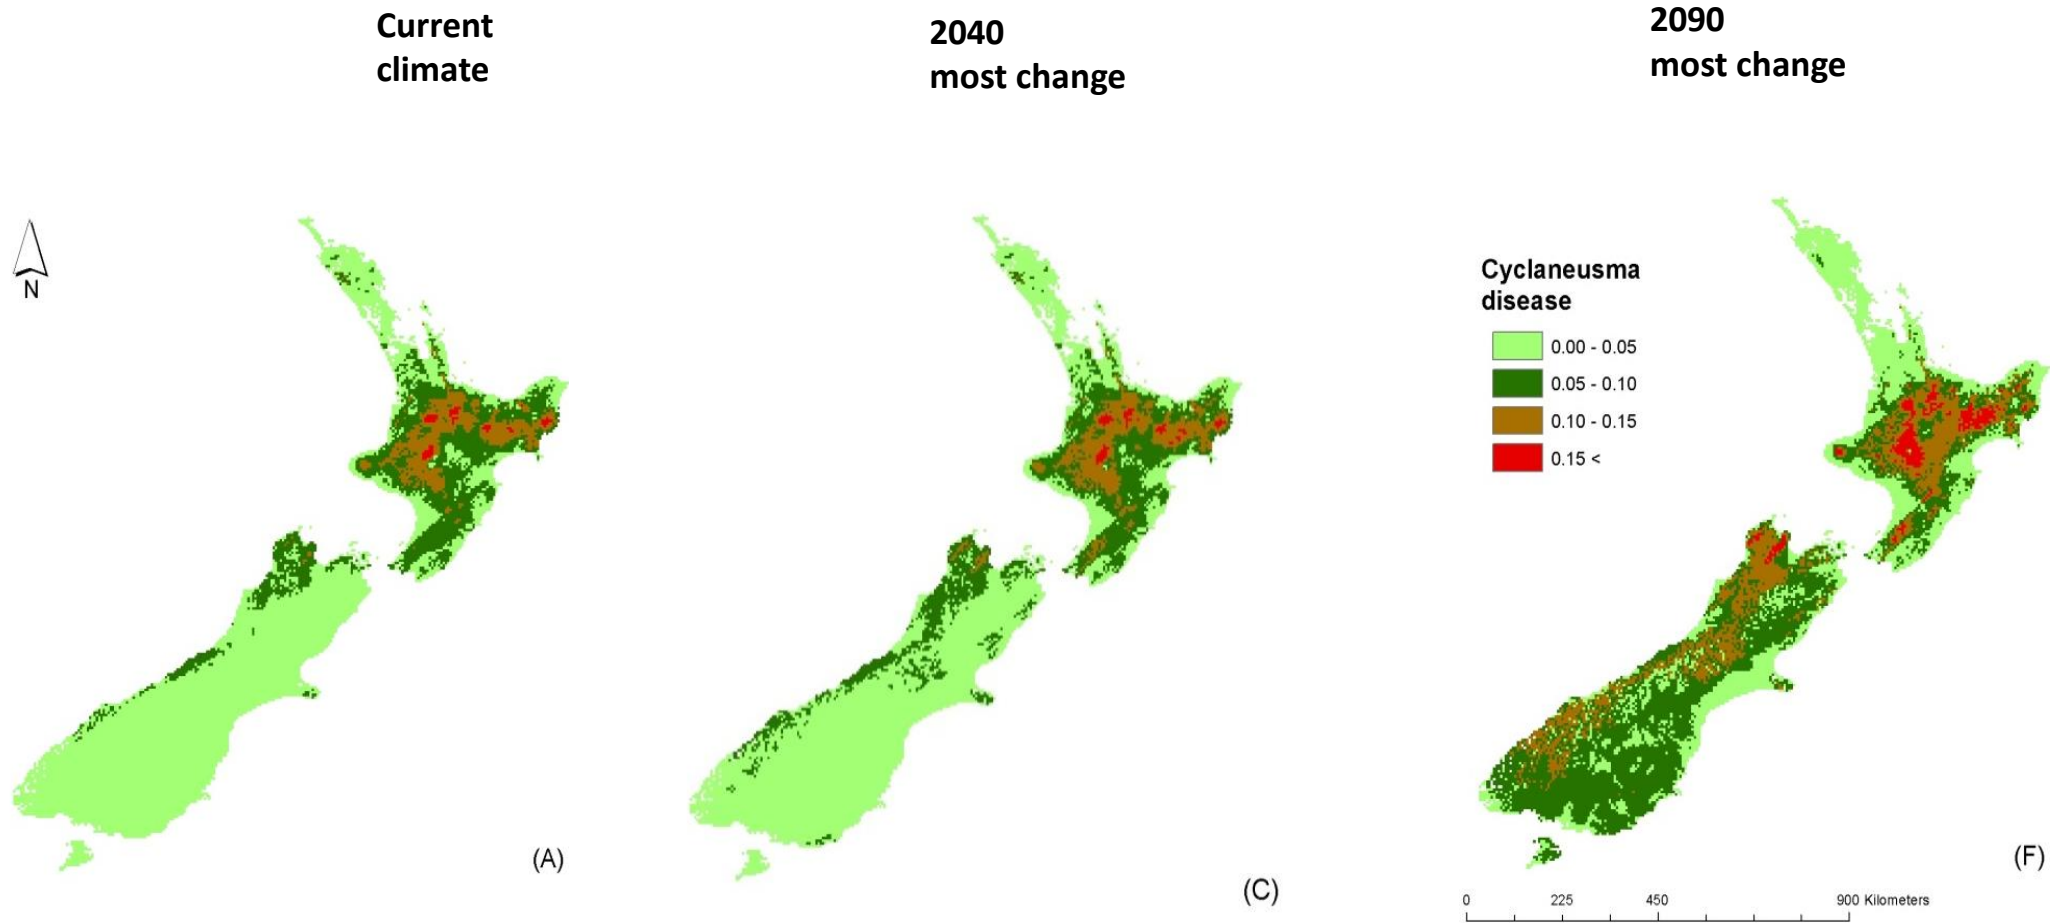 Current
climate
2040
most change
2090
most change
N
Cyclaneusma
disease
0.00 - 0.05
0.05 - 0.10
0.10 - 0.15
0.15 <
(A)
(C)
(F)
0 225 450 900 Kilometers